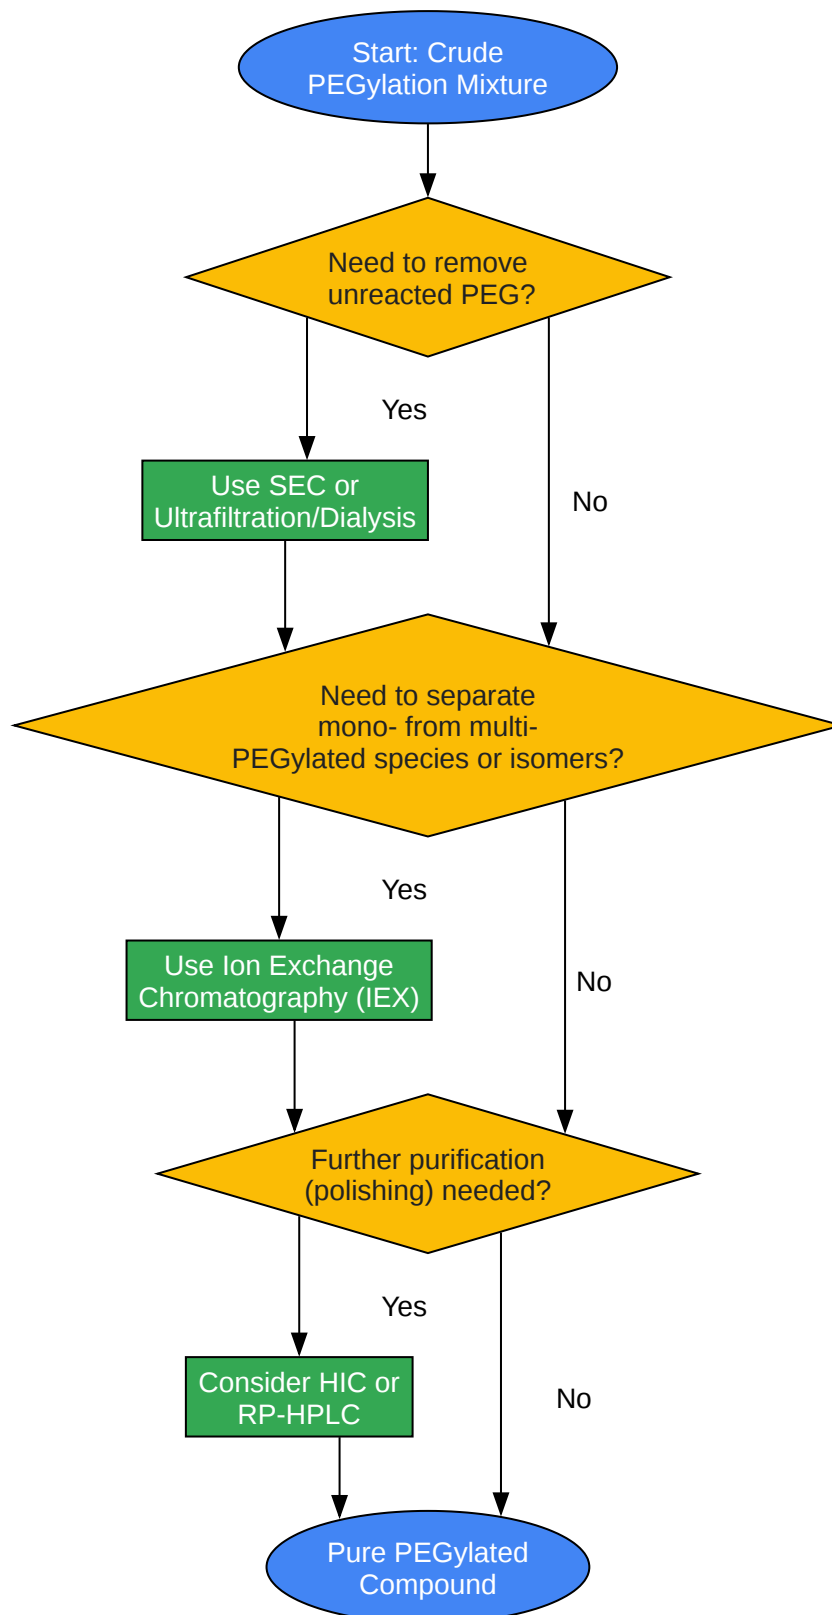 Start: Crude
PEGylation Mixture
Need to remove
unreacted PEG?
Yes
Use SEC or
Ultrafiltration/Dialysis
No
Need to separate
mono- from multi-
PEGylated species or isomers?
Yes
Use Ion Exchange
Chromatography (IEX)
No
Further purification
(polishing) needed?
Yes
Consider HIC or
RP-HPLC
No
Pure PEGylated
Compound